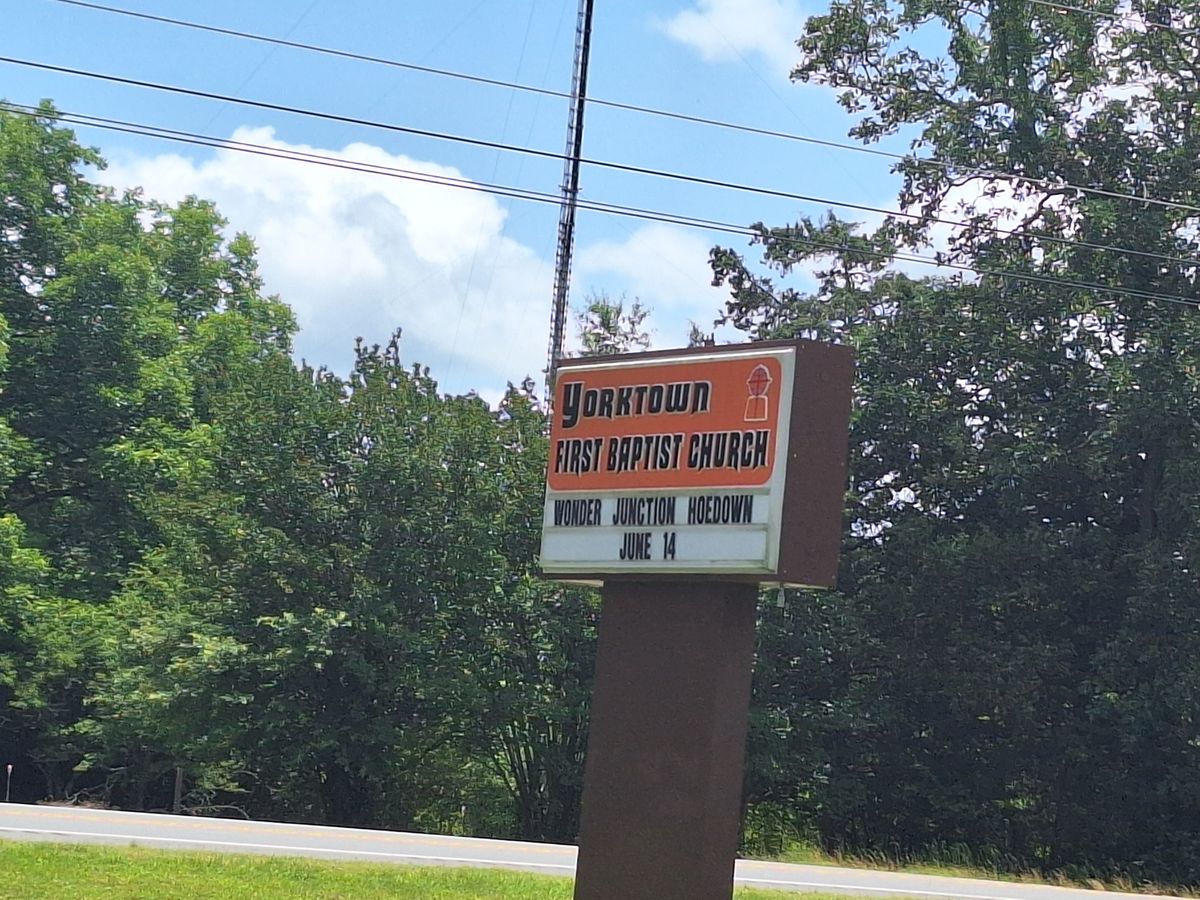 Yorktown
First Baptist Church
WONDER JUNCTION HOEDOWN
JUNE 14